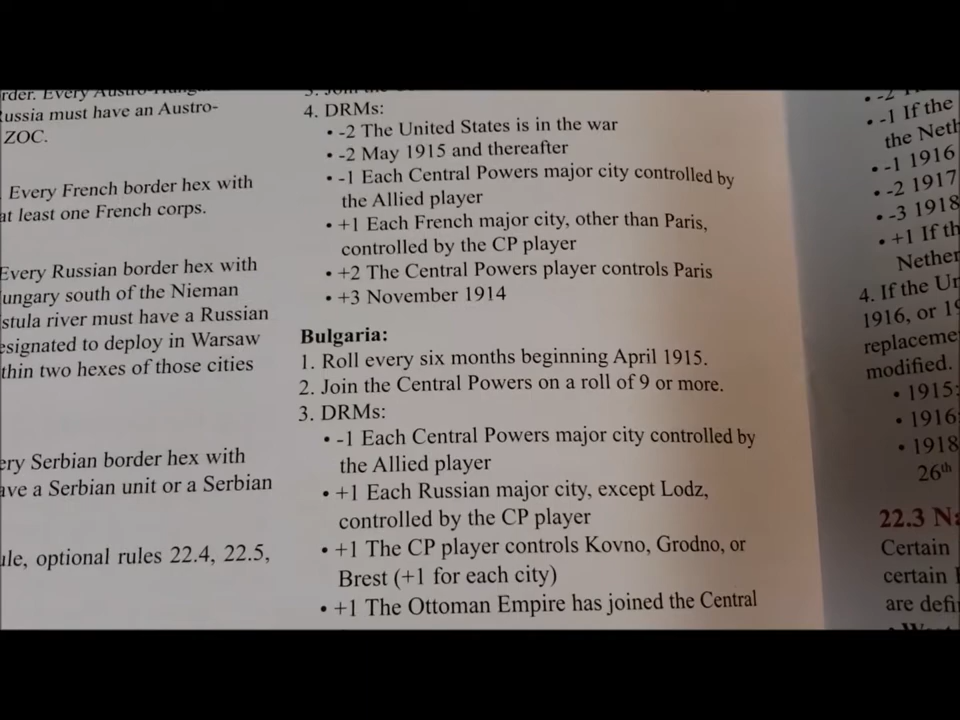 rder. Every Austro-Hungar
Russia must have an Austro-
ZOC.
Every French border hex with
at least one French corps.
Every Russian border hex with
ungary south of the Nieman
stula river must have a Russian
esignated to deploy in Warsaw
thin two hexes of those cities
ery Serbian border hex with
ave a Serbian unit or a Serbian
ule, optional rules 22.4, 22.5,
4. DRMs:
• -2 The United States is in the war
• -2 May 1915 and thereafter
• -1 Each Central Powers major city controlled by
the Allied player
• +1 Each French major city, other than Paris,
controlled by the CP player
• +2 The Central Powers player controls Paris
• +3 November 1914
Bulgaria:
1. Roll every six months beginning April 1915.
2. Join the Central Powers on a roll of 9 or more.
3. DRMs:
• -1 Each Central Powers major city controlled by
the Allied player
• +1 Each Russian major city, except Lodz,
controlled by the CP player
• +1 The CP player controls Kovno, Grodno, or
Brest (+1 for each city)
• +1 The Ottoman Empire has joined the Central
• -2
• -1 If the
the Neth
• -1 1916
• -2 1917
• -3 1918
• +1 If th
Nether
4. If the Un
1916, or 19
replaceme
modified.
• 1915:
• 1916:
• 1918
26th
22.3 Na
Certain
certain
are defi